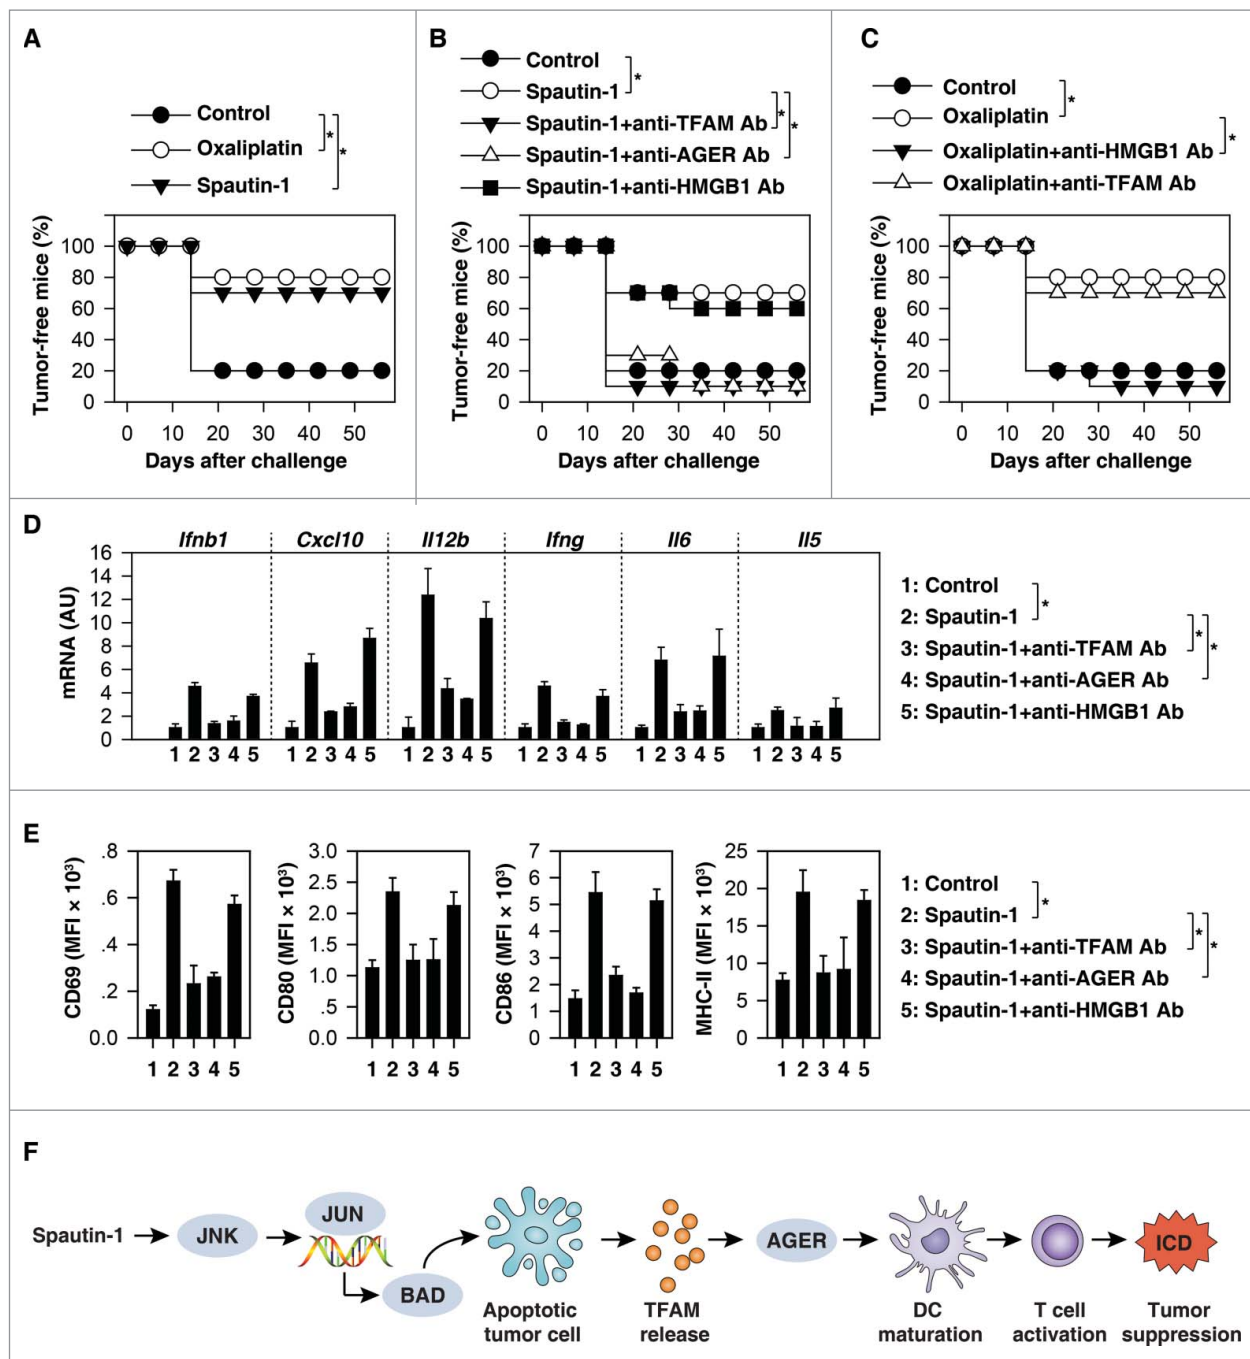 A
Control
Oxaliplatin
Spautin-1
*
*
Tumor-free mice (%)
100
80
60
40
20
0
0 10 20 30 40 50
Days after challenge
B
Control
Spautin-1
Spautin-1+anti-TFAM Ab
Spautin-1+anti-AGER Ab
Spautin-1+anti-HMGB1 Ab
*
*
*
Tumor-free mice (%)
100
80
60
40
20
0
0 10 20 30 40 50
Days after challenge
C
Control
Oxaliplatin
Oxaliplatin+anti-HMGB1 Ab
Oxaliplatin+anti-TFAM Ab
*
*
Tumor-free mice (%)
100
80
60
40
20
0
0 10 20 30 40 50
Days after challenge
D
Ifnb1 Cxcl10 Il12b Ifng Il6 Il5
mRNA (AU)
16
14
12
10
8
6
4
2
0
1 2 3 4 5 1 2 3 4 5 1 2 3 4 5 1 2 3 4 5 1 2 3 4 5 1 2 3 4 5
1: Control
2: Spautin-1
3: Spautin-1+anti-TFAM Ab
4: Spautin-1+anti-AGER Ab
5: Spautin-1+anti-HMGB1 Ab
*
*
*
E
CD69 (MFI × 10³)
.8
.6
.4
.2
0.0
1 2 3 4 5
CD80 (MFI × 10³)
3.0
2.5
2.0
1.5
1.0
0.5
0.0
1 2 3 4 5
CD86 (MFI × 10³)
7
6
5
4
3
2
1
0
1 2 3 4 5
MHC-II (MFI × 10³)
25
20
15
10
5
0
1 2 3 4 5
1: Control
2: Spautin-1
3: Spautin-1+anti-TFAM Ab
4: Spautin-1+anti-AGER Ab
5: Spautin-1+anti-HMGB1 Ab
*
*
*
F
Spautin-1
JNK
JUN
BAD
Apoptotic
tumor cell
TFAM
release
AGER
DC
maturation
T cell
activation
ICD
Tumor
suppression